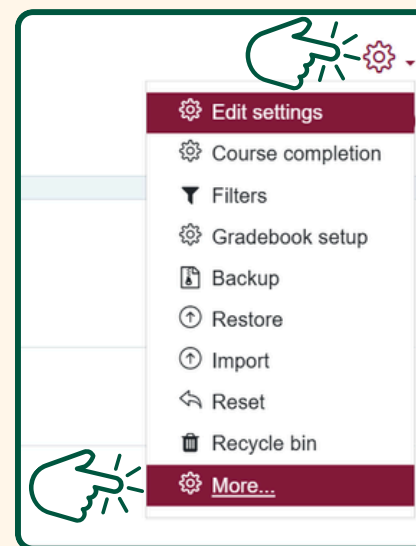 Edit settings
Course completion
Filters
Gradebook setup
Backup
Restore
Import
Reset
Recycle bin
More...